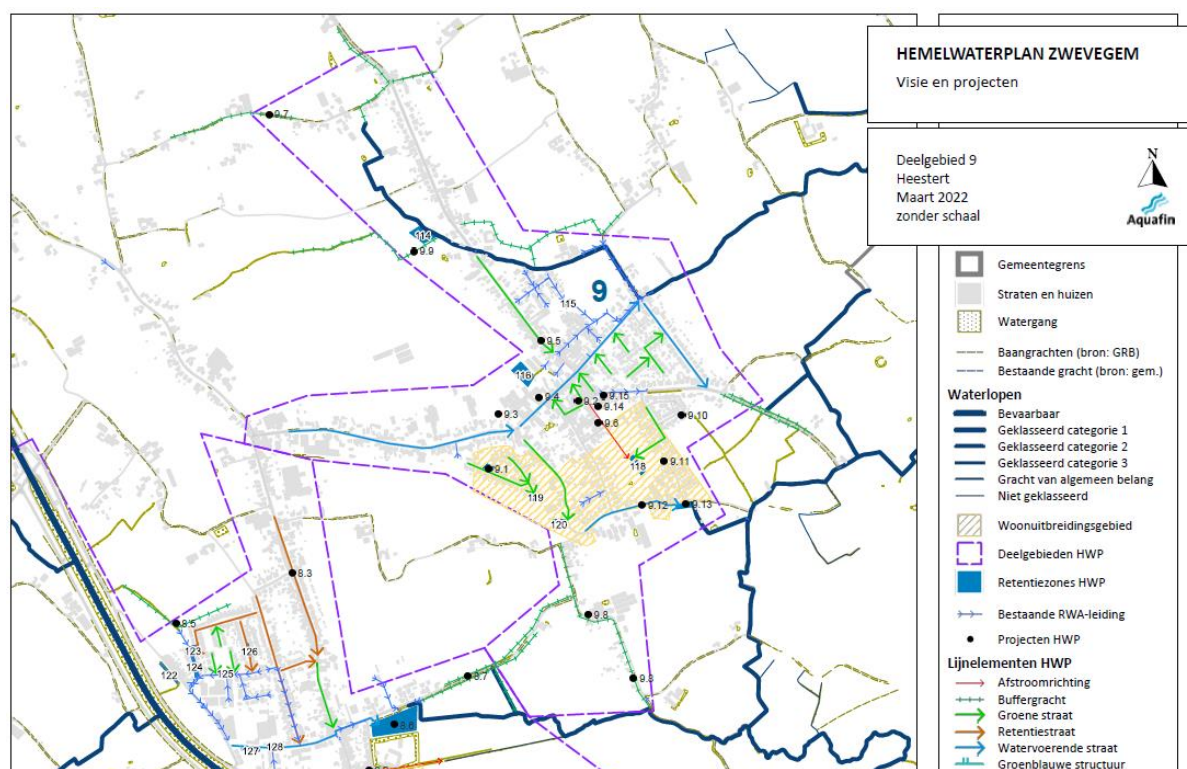 HEMELWATERPLAN ZWEVEGEM
Visie en projecten
Deelgebied 9
Heestert
Maart 2022
zonder schaal
N
Aquafin
Gemeentegrens
Straten en huizen
Watergang
Baangrachten (bron: GRB)
Bestaande gracht (bron: gem.)
Waterlopen
Bevaarbaar
Geklasseerd categorie 1
Geklasseerd categorie 2
Geklasseerd categorie 3
Gracht van algemeen belang
Niet geklasseerd
Woonuitbreidingsgebied
Deelgebieden HWP
Retentiezones HWP
Bestaande RWA-leiding
Projecten HWP
Lijnelementen HWP
Afstroomrichting
Buffergracht
Groene straat
Retentiestraat
Watervoerende straat
Groenblauwe structuur
9.7
114
9.9
9
115
9.5
116
9.4
9.2
9.15
9.14
9.3
9.6
9.10
118
9.11
9.1
119
9.12
9.13
120
8.3
9.8
8.5
123
126
124
125
122
8.7
9.3
8.6
127
128